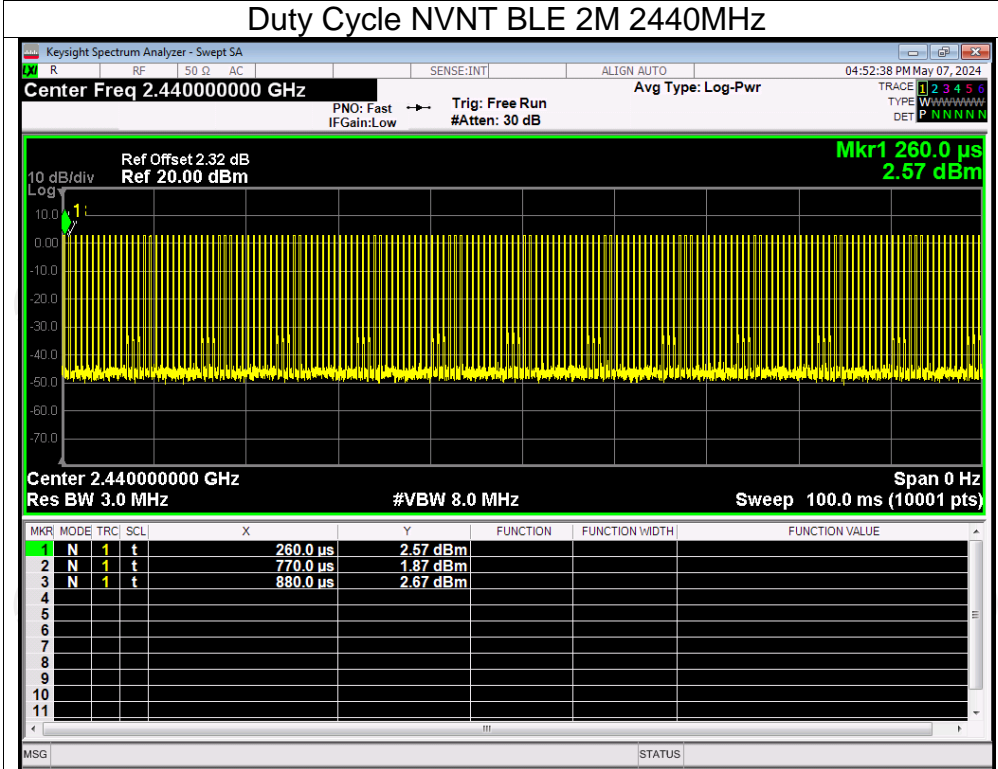 Duty Cycle NVNT BLE 2M 2440MHz
Keysight Spectrum Analyzer - Swept SA
LXI R RF 50 Ω AC SENSE:INT ALIGN AUTO 04:52:38 PM May 07, 2024
Center Freq 2.440000000 GHz Avg Type: Log-Pwr TRACE 1 2 3 4 5 6
PNO: Fast Trig: Free Run TYPE WWWWWW
IFGain:Low #Atten: 30 dB DET P N N N N N
Mkr1 260.0 µs
2.57 dBm
Ref Offset 2.32 dB
10 dB/div Ref 20.00 dBm
Log
1
10.0
0.00
-10.0
-20.0
-30.0
-40.0
-50.0
-60.0
-70.0
Center 2.440000000 GHz Span 0 Hz
Res BW 3.0 MHz #VBW 8.0 MHz Sweep 100.0 ms (10001 pts)
MKR MODE TRC SCL X Y FUNCTION FUNCTION WIDTH FUNCTION VALUE
1 N 1 t 260.0 µs 2.57 dBm
2 N 1 t 770.0 µs 1.87 dBm
3 N 1 t 880.0 µs 2.67 dBm
4
5
6
7
8
9
10
11
MSG STATUS